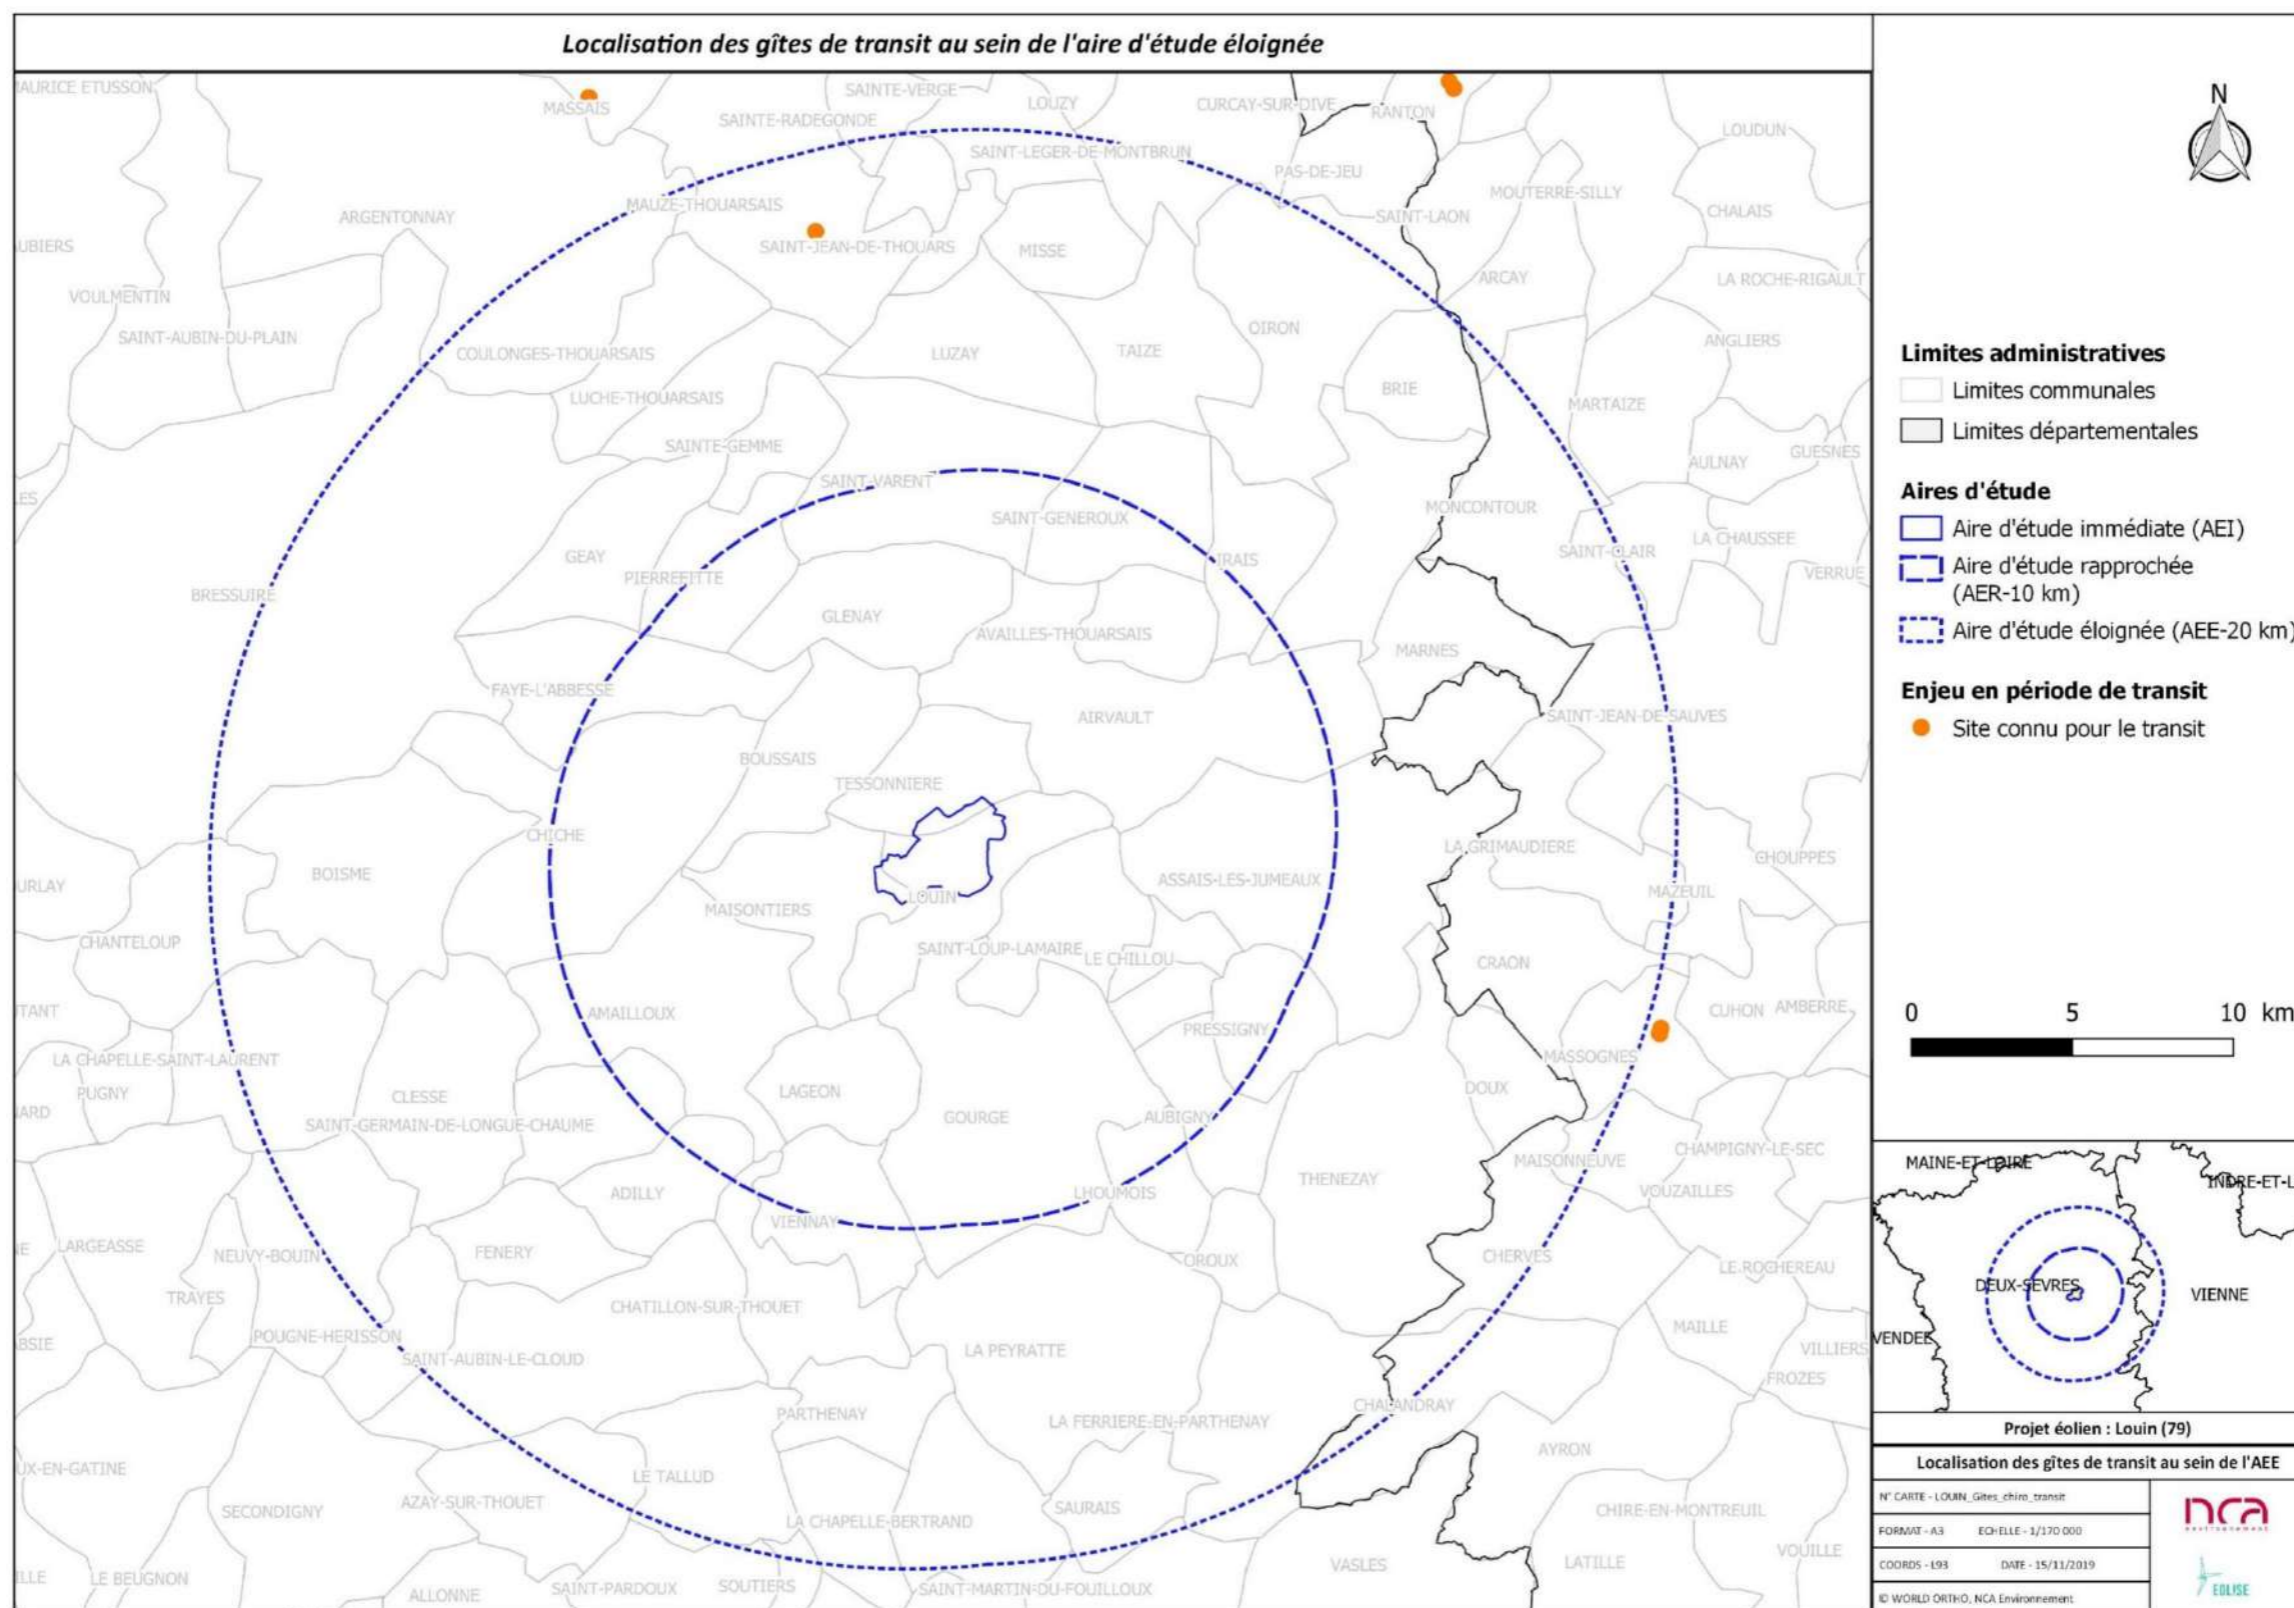 Localisation des gîtes de transit au sein de l'aire d'étude éloignée
MAURICE ETUSSON
MASSAIS
SAINTE-VERGE
LOUZY
SAINTE-RADEGONDE
CURCAY-SUR-DIVE
RANTON
LOUDUN
SAINT-LEGER-DE-MONTBRUN
PAS-DE-JEU
MOUTERRE-SILLY
MAUZE-THOUARSAIS
ARGENTONNAY
SAINT-LAON
CHALAIS
UBIERS
SAINT-JEAN-DE-THOUARS
MISSE
ARCAY
LA ROCHE-RIGAULT
VOULMENTIN
SAINT-AUBIN-DU-PLAIN
OIRON
ANGLIERS
COULONGES-THOUARSAIS
LUZAY
TAIZE
LUCHE-THOUARSAIS
BRIE
MARTAIZE
SAINTE-GEMME
GUESNES
AULNAY
SAINT-VARENT
ES
MONCONTOUR
SAINT-GENEROUX
LA CHAUSSEE
GEAY
IRAIS
SAINT-CLAIR
PIERREFITTE
VERRUE
BRESSUIRE
GLENAY
AVAILLES-THOUARSAIS
MARNES
FAYE-L'ABBESSE
AIRVAULT
SAINT-JEAN-DE-SAUVES
BOUSSAIS
TESSONNIERE
CHICHE
LA GRIMAUDIERE
CHOUPPES
BOISME
URLAY
ASSAIS-LES-JUMEAUX
MAZEUIL
LOUIN
MAISONTIERS
CHANTELOUP
SAINT-LOUP-LAMAIRE
LE CHILLOU
CRAON
TANT
AMAILLOUX
CUHON
AMBERRE
PRESSIGNY
LA CHAPELLE-SAINT-LAURENT
MASSOGNES
PUGNY
CLESSE
LAGEON
DOUX
ARD
SAINT-GERMAIN-DE-LONGUE-CHAUME
GOURGE
AUBIGNY
CHAMPIGNY-LE-SEC
MAISONNEUVE
THENEZAY
ADILLY
LHOUMOIS
VOUZAILLES
VIENNAY
LARGEASSE
NEUVY-BOUIN
FENERY
OROUX
CHERVES
LE ROCHEREAU
TRAYES
CHATILLON-SUR-THOUET
MAILLE
POUGNE-HERISSON
BSIE
SAINT-AUBIN-LE-CLOUD
LA PEYRATTE
VILLIERS
FROZES
CHALANDRAY
PARTHENAY
LA FERRIERE-EN-PARTHENAY
AYRON
UX-EN-GATINE
LE TALLUD
SECONDIGNY
AZAY-SUR-THOUET
SAURAIS
CHIRE-EN-MONTREUIL
LA CHAPELLE-BERTRAND
VOUILLE
VASLES
LATILLE
ILLE
LE BEUGNON
ALLONNE
SAINT-PARDOUX
SOUTIERS
SAINT-MARTIN-DU-FOUILLOUX
N
Limites administratives
Limites communales
Limites départementales
Aires d'étude
Aire d'étude immédiate (AEI)
Aire d'étude rapprochée
(AER-10 km)
Aire d'étude éloignée (AEE-20 km)
Enjeu en période de transit
Site connu pour le transit
0 5 10 km
MAINE-ET-LOIRE
INDRE-ET-L
DEUX-SEVRES
VIENNE
VENDEE
Projet éolien : Louin (79)
Localisation des gîtes de transit au sein de l'AEE
N° CARTE - LOUIN_Gites_chiro_transit
FORMAT - A3 ECHELLE - 1/170 000
COORDS - L93 DATE - 15/11/2019
© WORLD ORTHO, NCA Environnement
nca
environnement
EOLISE